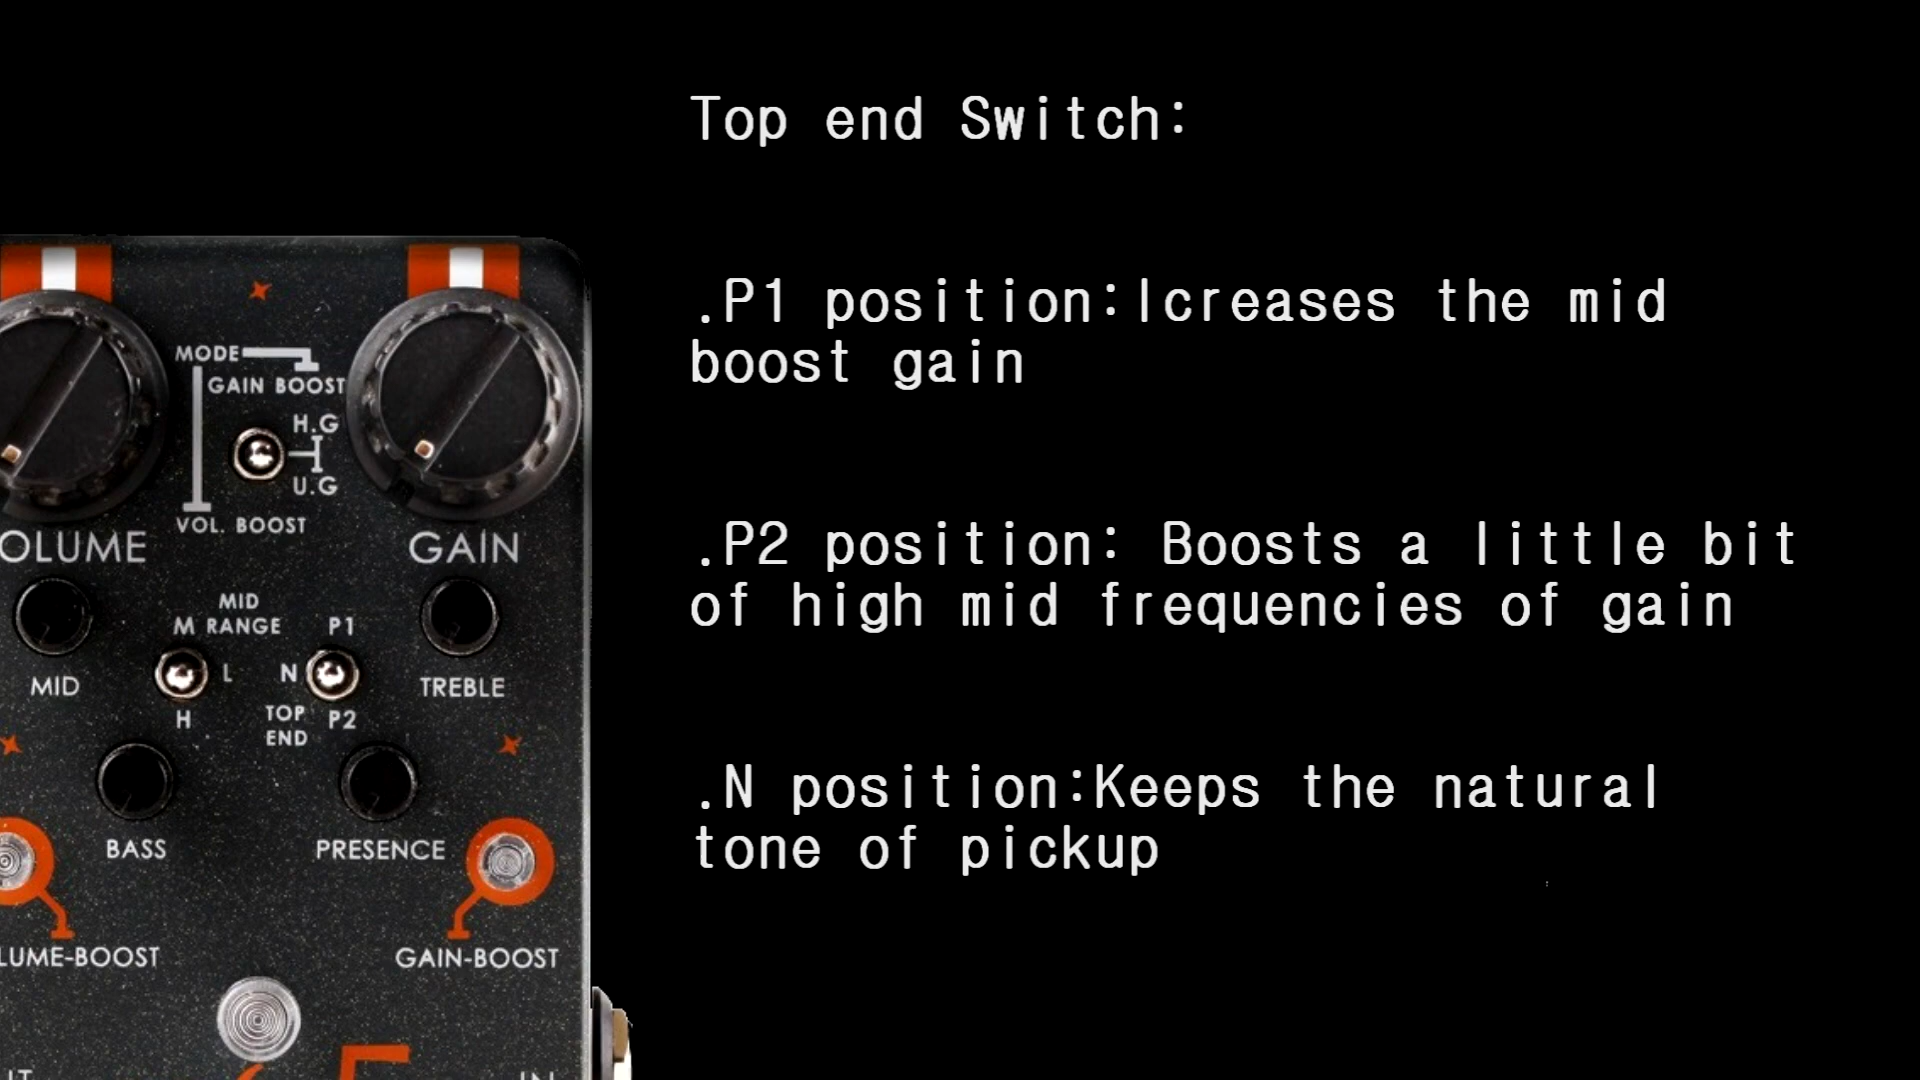 Top end Switch:
.P1 position:Icreases the mid
boost gain
.P2 position: Boosts a little bit
of high mid frequencies of gain
.N position:Keeps the natural
tone of pickup
MODE
GAIN BOOST
H.G
U.G
VOL. BOOST
OLUME
GAIN
MID
M RANGE
P1
MID
L
N
TREBLE
H
TOP
END
P2
BASS
PRESENCE
LUME-BOOST
GAIN-BOOST
IN